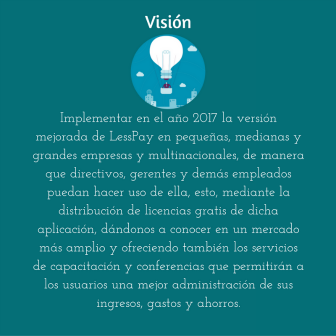 Visión
Implementar en el año 2017 la versión
mejorada de LessPay en pequeñas, medianas y
grandes empresas y multinacionales, de manera
que directivos, gerentes y demás empleados
puedan hacer uso de ella, esto, mediante la
distribución de licencias gratis de dicha
aplicación, dándonos a conocer en un mercado
más amplio y ofreciendo también los servicios
de capacitación y conferencias que permitirán a
los usuarios una mejor administración de sus
ingresos, gastos y ahorros.